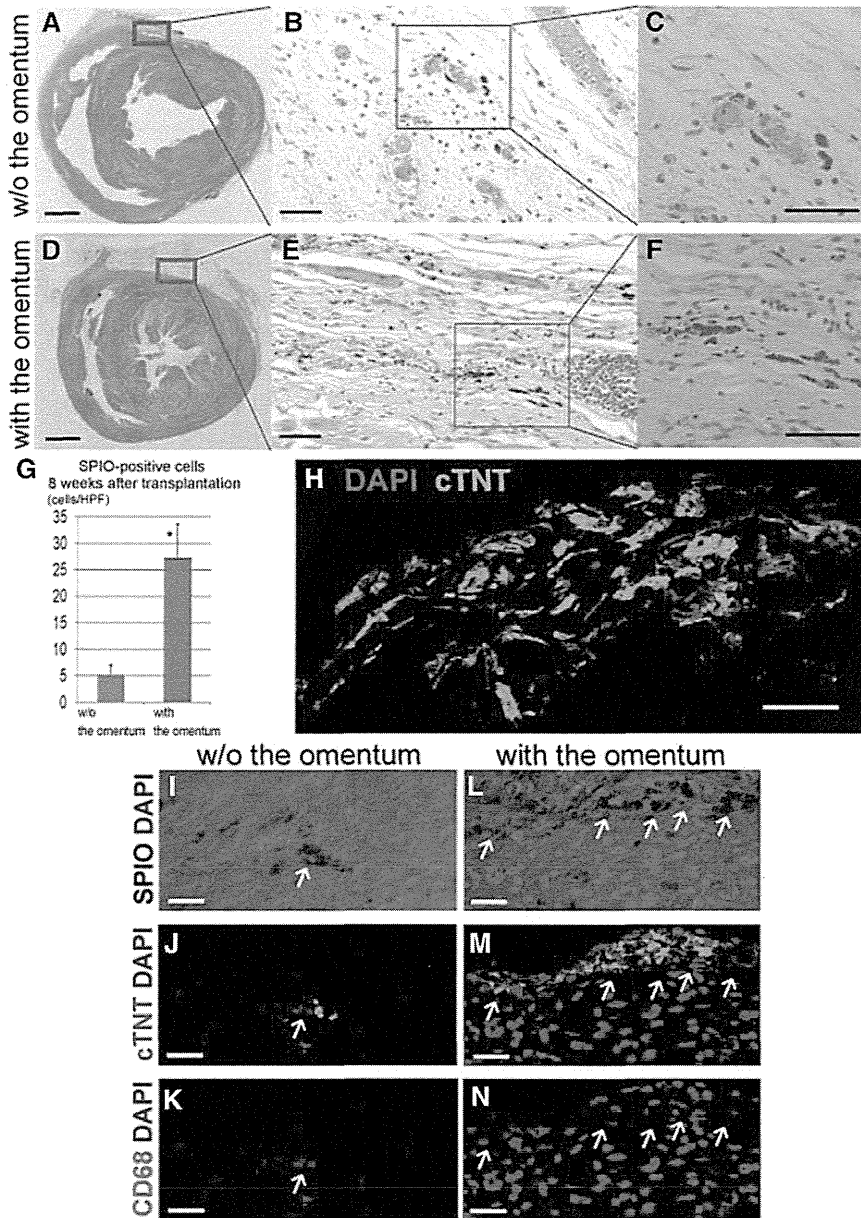 A
B
C
w/o the omentum
D
E
F
with the omentum
G
SPIO-positive cells
8 weeks after transplantation
(cells/HPF)
35
30
25
20
15
10
5
0
*
w/o
the omentum
with
the omentum
H DAPI cTNT
w/o the omentum
with the omentum
I
L
SPIO DAPI
J
M
cTNT DAPI
K
N
CD68 DAPI